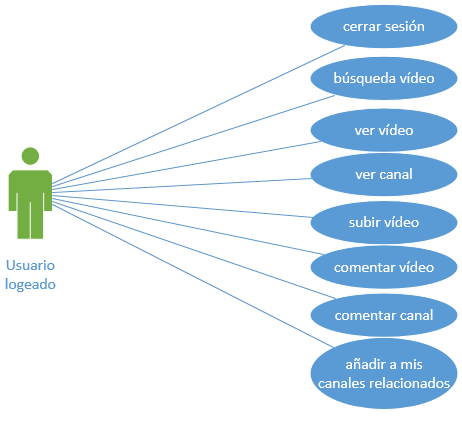 cerrar sesión
búsqueda vídeo
ver vídeo
ver canal
subir vídeo
comentar vídeo
comentar canal
añadir a mis
canales relacionados
Usuario
logeado